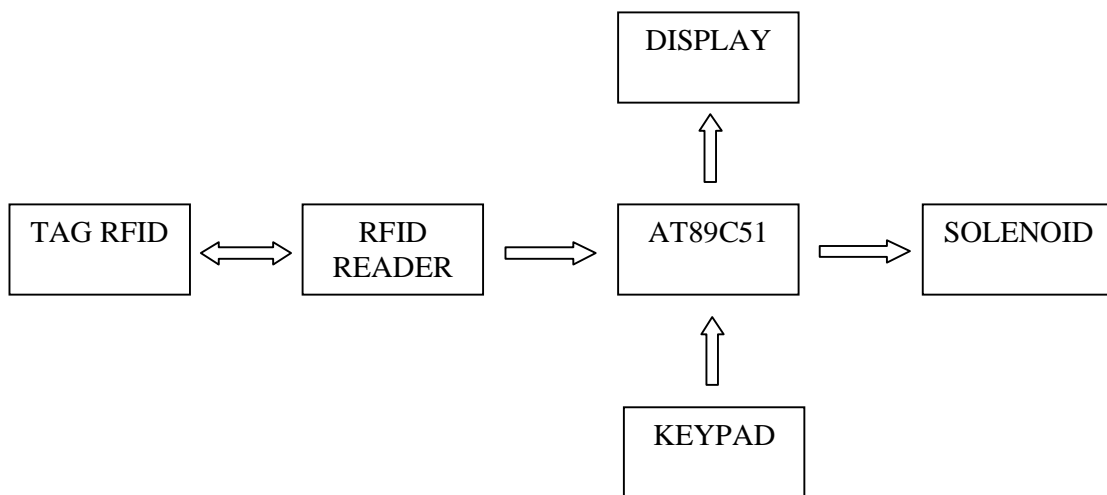 DISPLAY
TAG RFID
RFID
READER
AT89C51
SOLENOID
KEYPAD